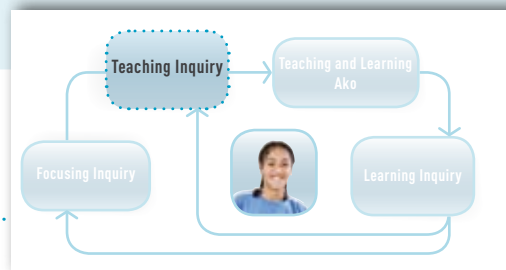 Teaching Inquiry
Teaching and Learning
Ako
Focusing Inquiry
Learning Inquiry